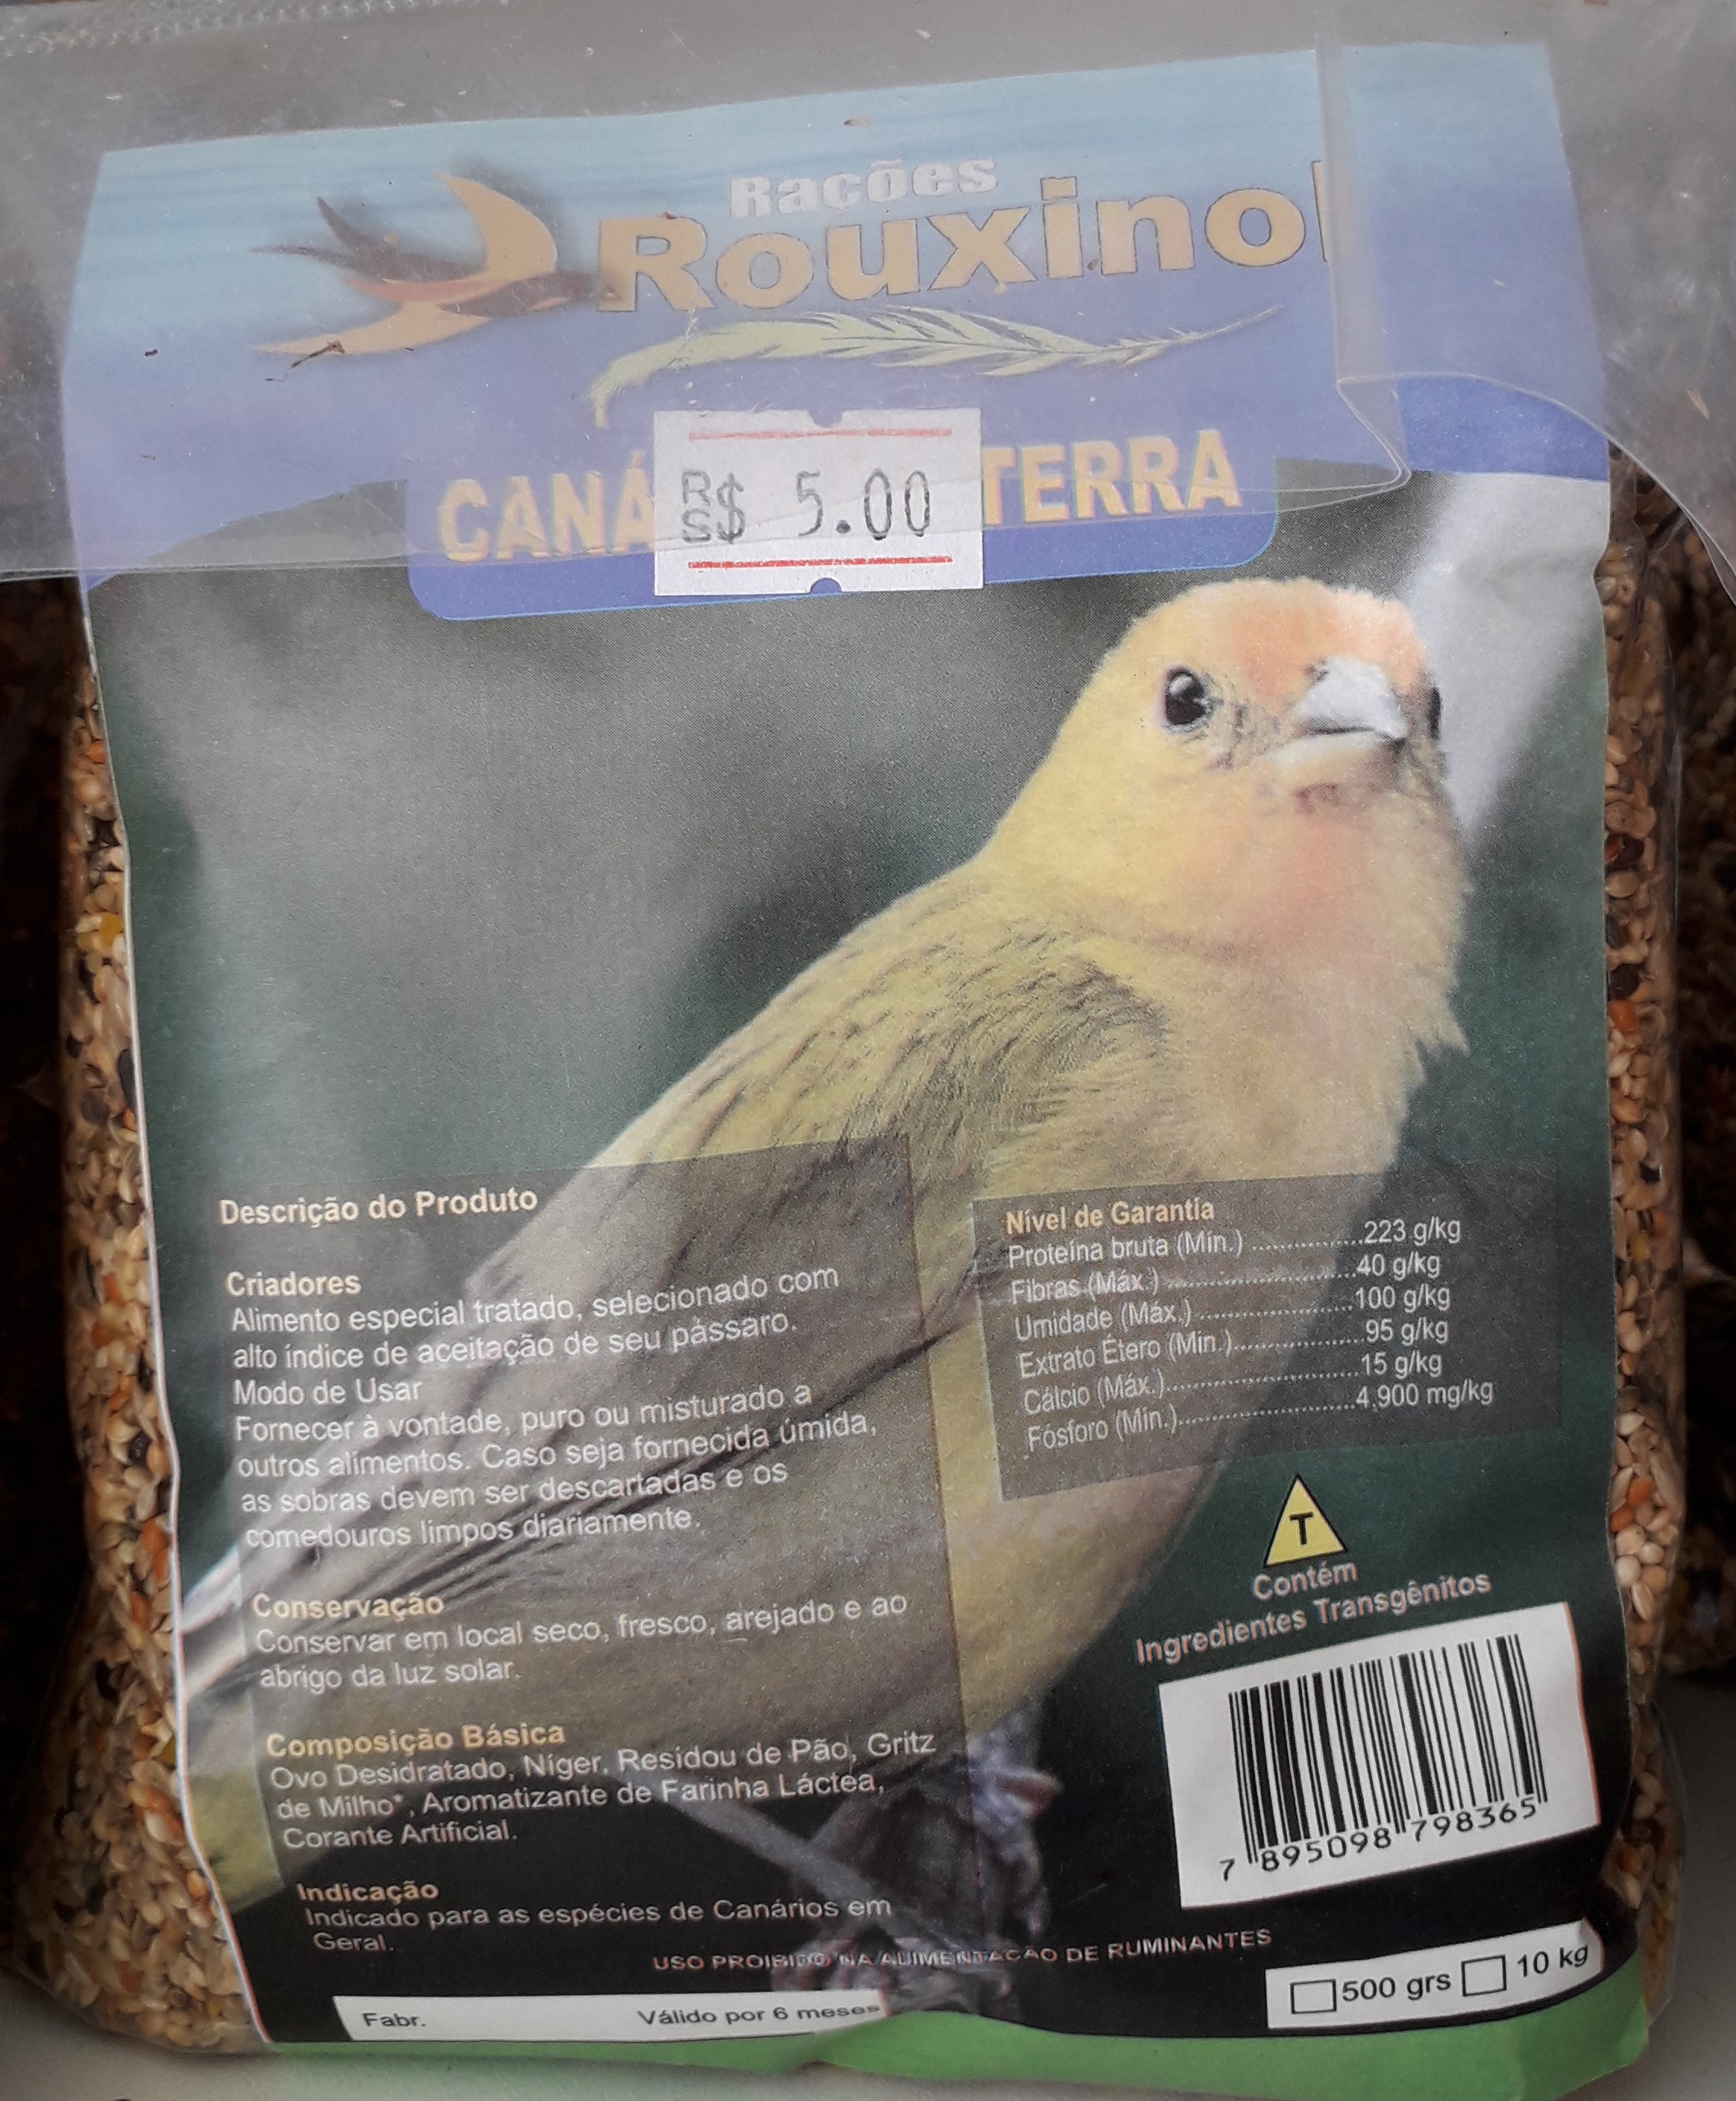 Rações
Rouxinol
CANÁ TERRA
R$ 5.00
Descrição do Produto
Criadores
Alimento especial tratado, selecionado com
alto índice de aceitação de seu pássaro.
Modo de Usar
Fornecer à vontade, puro ou misturado a
outros alimentos. Caso seja fornecida úmida,
as sobras devem ser descartadas e os
comedouros limpos diariamente.
Conservação
Conservar em local seco, fresco, arejado e ao
abrigo da luz solar.
Composição Básica
Ovo Desidratado, Níger, Resídou de Pão, Gritz
de Milho*, Aromatizante de Farinha Láctea,
Corante Artificial.
Indicação
Indicado para as espécies de Canários em
Geral.
Nível de Garantia
Proteína bruta (Mín.) ................223 g/kg
Fibras (Máx.) ............................40 g/kg
Umidade (Máx.) .......................100 g/kg
Extrato Étero (Mín.)...................95 g/kg
Cálcio (Máx.)............................15 g/kg
Fósforo (Mín.)..........................4,900 mg/kg
T
Contém
Ingredientes Transgênitos
7 895098 798365
USO PROIBIDO NA ALIMENTACAO DE RUMINANTES
Fabr. Válido por 6 meses
500 grs 10 kg